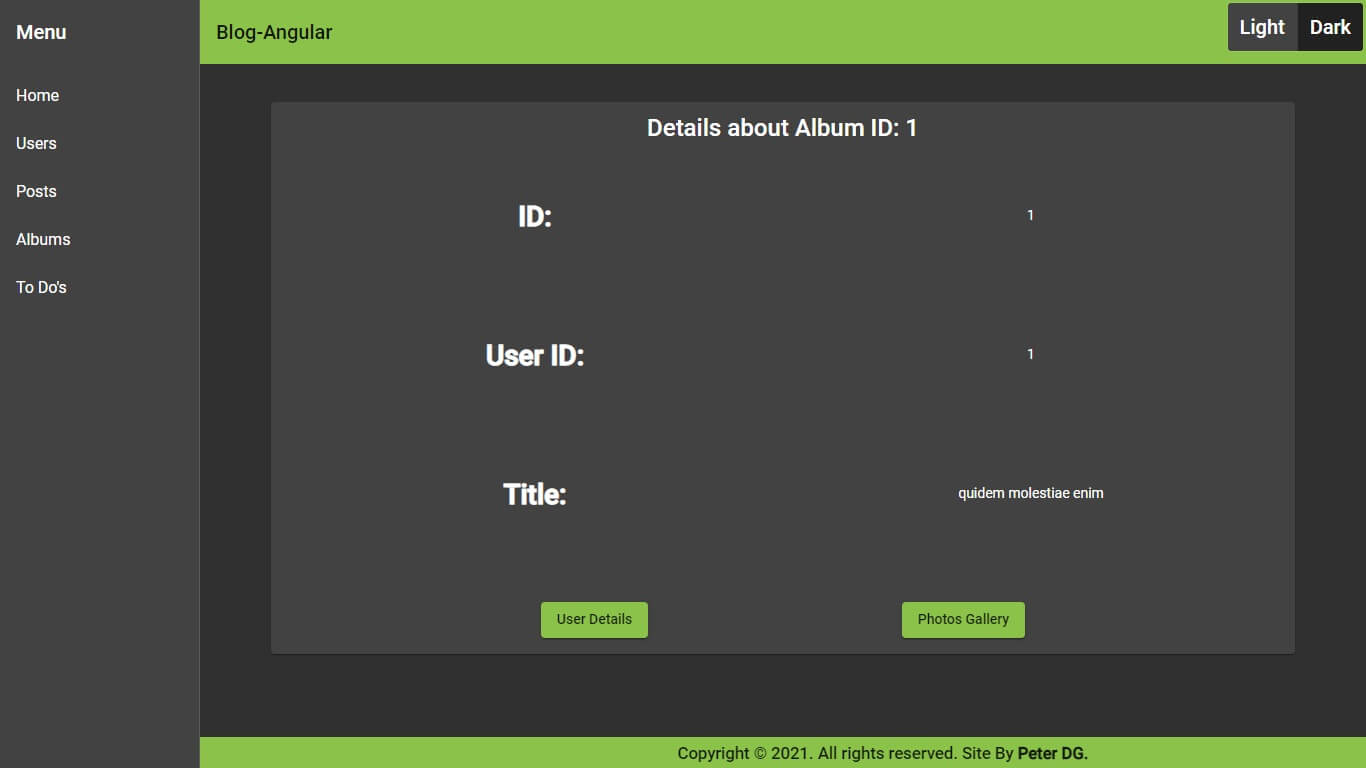 Menu
Home
Users
Posts
Albums
To Do's
Blog-Angular
Light Dark
Details about Album ID: 1
ID: 1
User ID: 1
Title: quidem molestiae enim
User Details Photos Gallery
Copyright © 2021. All rights reserved. Site By Peter DG.